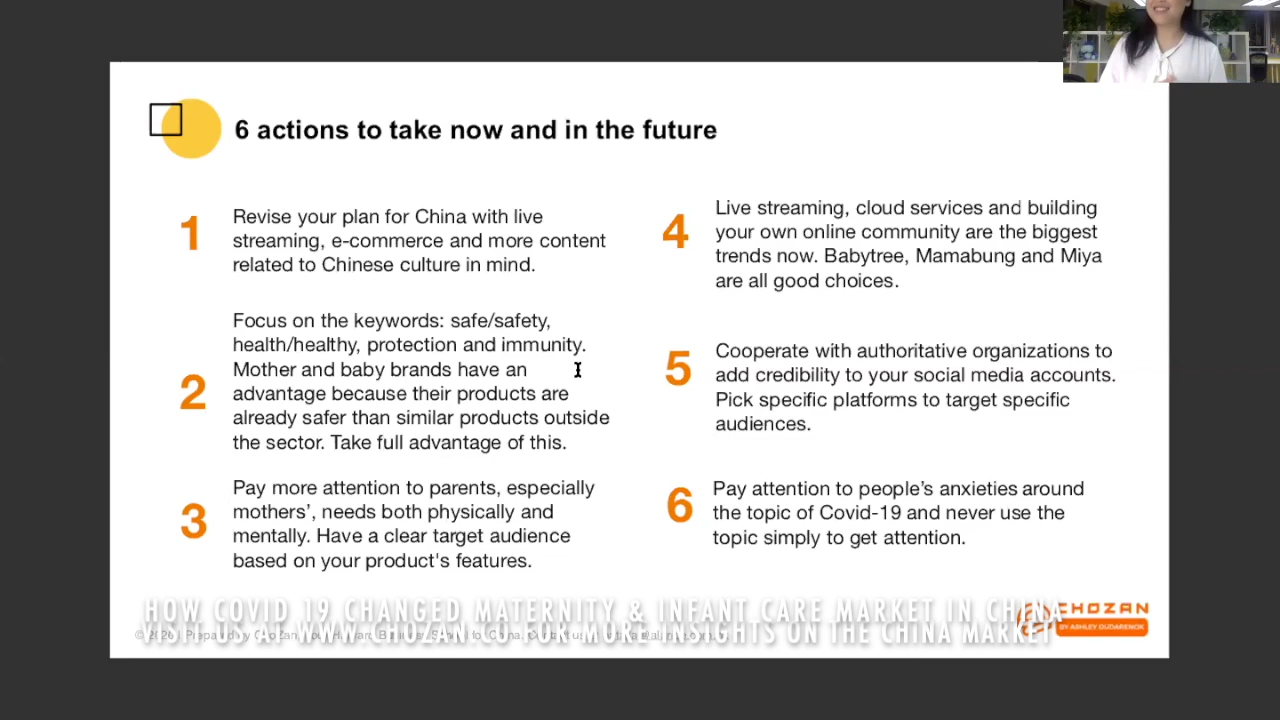 6 actions to take now and in the future
1
Revise your plan for China with live
streaming, e-commerce and more content
related to Chinese culture in mind.
2
Focus on the keywords: safe/safety,
health/healthy, protection and immunity.
Mother and baby brands have an
advantage because their products are
already safer than similar products outside
the sector. Take full advantage of this.
3
Pay more attention to parents, especially
mothers’, needs both physically and
mentally. Have a clear target audience
based on your product's features.
4
Live streaming, cloud services and building
your own online community are the biggest
trends now. Babytree, Mamabung and Miya
are all good choices.
5
Cooperate with authoritative organizations to
add credibility to your social media accounts.
Pick specific platforms to target specific
audiences.
6
Pay attention to people’s anxieties around
the topic of Covid-19 and never use the
topic simply to get attention.
HOW COVID 19 CHANGED MATERNITY & INFANT CARE MARKET IN CHINA
VISIT US AT WWW.CHOZAN.CO FOR MORE INSIGHTS ON THE CHINA MARKET
CHOZAN
BY ASHLEY DUDARENOK